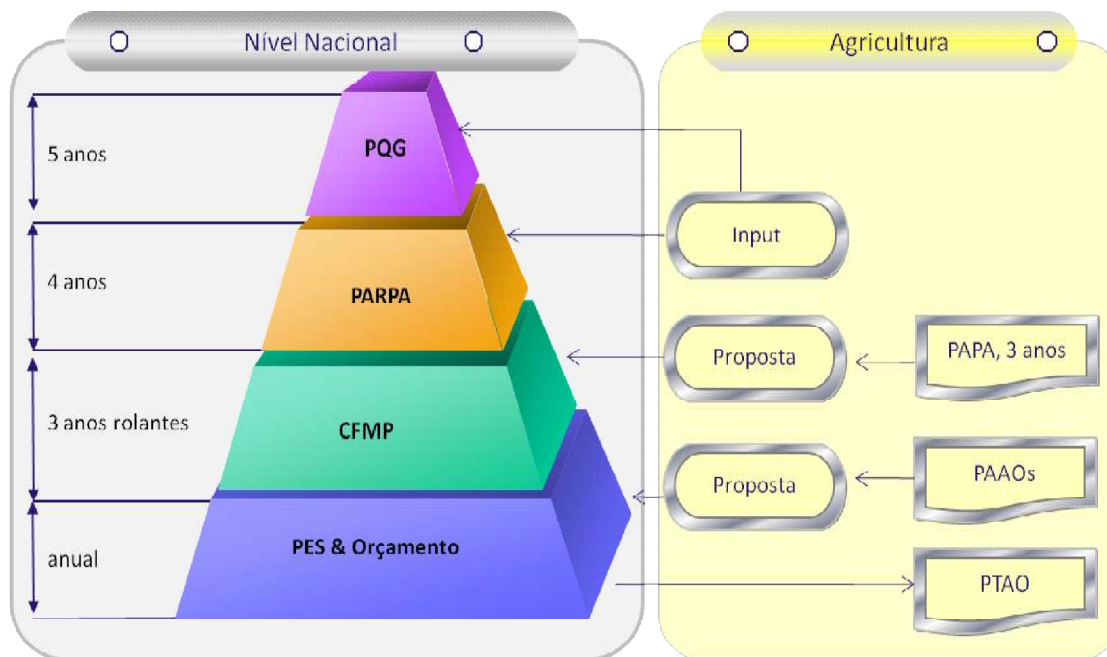 Nível Nacional
Agricultura
5 anos
PQG
Input
4 anos
PARPA
Proposta
PAPA, 3 anos
3 anos rolantes
CFMP
Proposta
PAAOs
anual
PES & Orçamento
PTAO